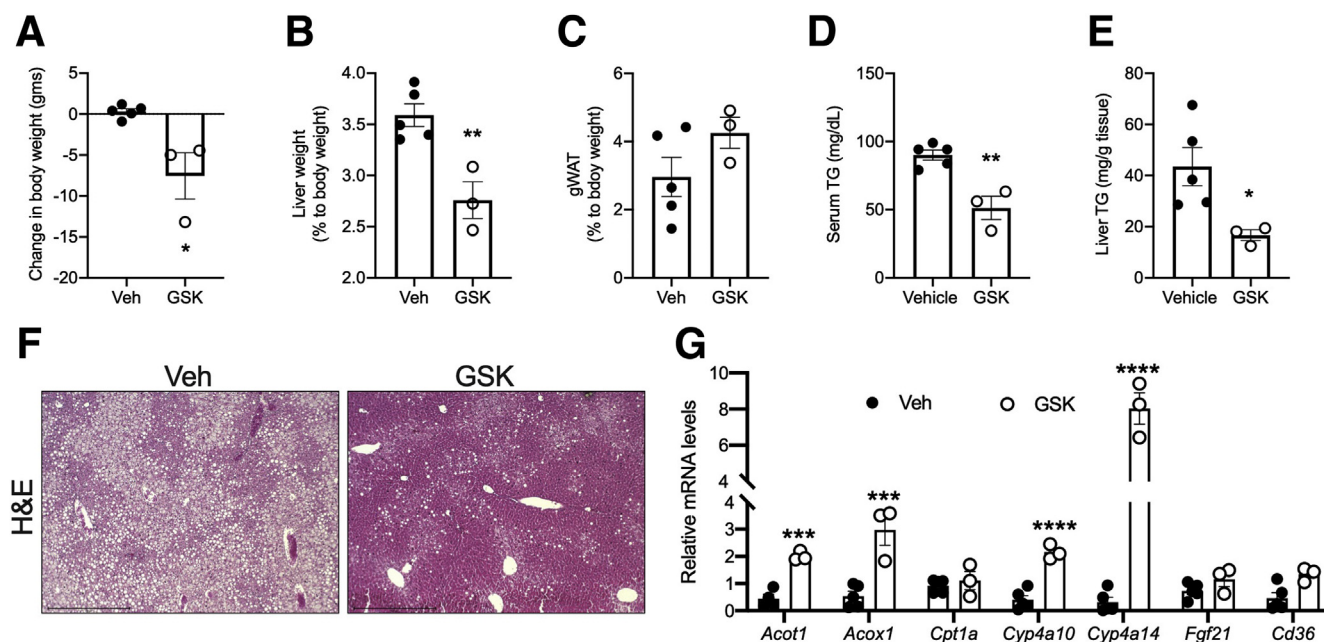 A
Change in body weight (gms)
5
0
-5
-10
-15
-20
Veh GSK
*
B
Liver weight
(% to body weight)
4.0
3.5
3.0
2.5
2.0
**
Veh GSK
C
gWAT
(% to bdoy weight)
6
4
2
0
Veh GSK
D
Serum TG (mg/dL)
150
100
50
0
**
Vehicle GSK
E
Liver TG (mg/g tissue)
80
60
40
20
0
*
Vehicle GSK
F
Veh GSK
H&E
G
Relative mRNA levels
10
8
6
4
4
3
2
1
0
Veh GSK
*** *** **** ****
Acot1 Acox1 Cpt1a Cyp4a10 Cyp4a14 Fgf21 Cd36